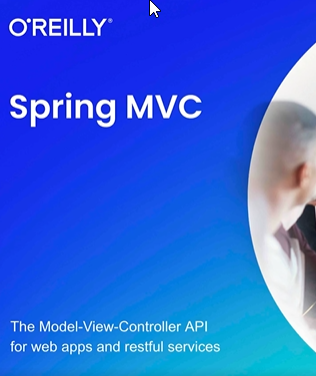 O'REILLY®
Spring MVC
The Model-View-Controller API
for web apps and restful services